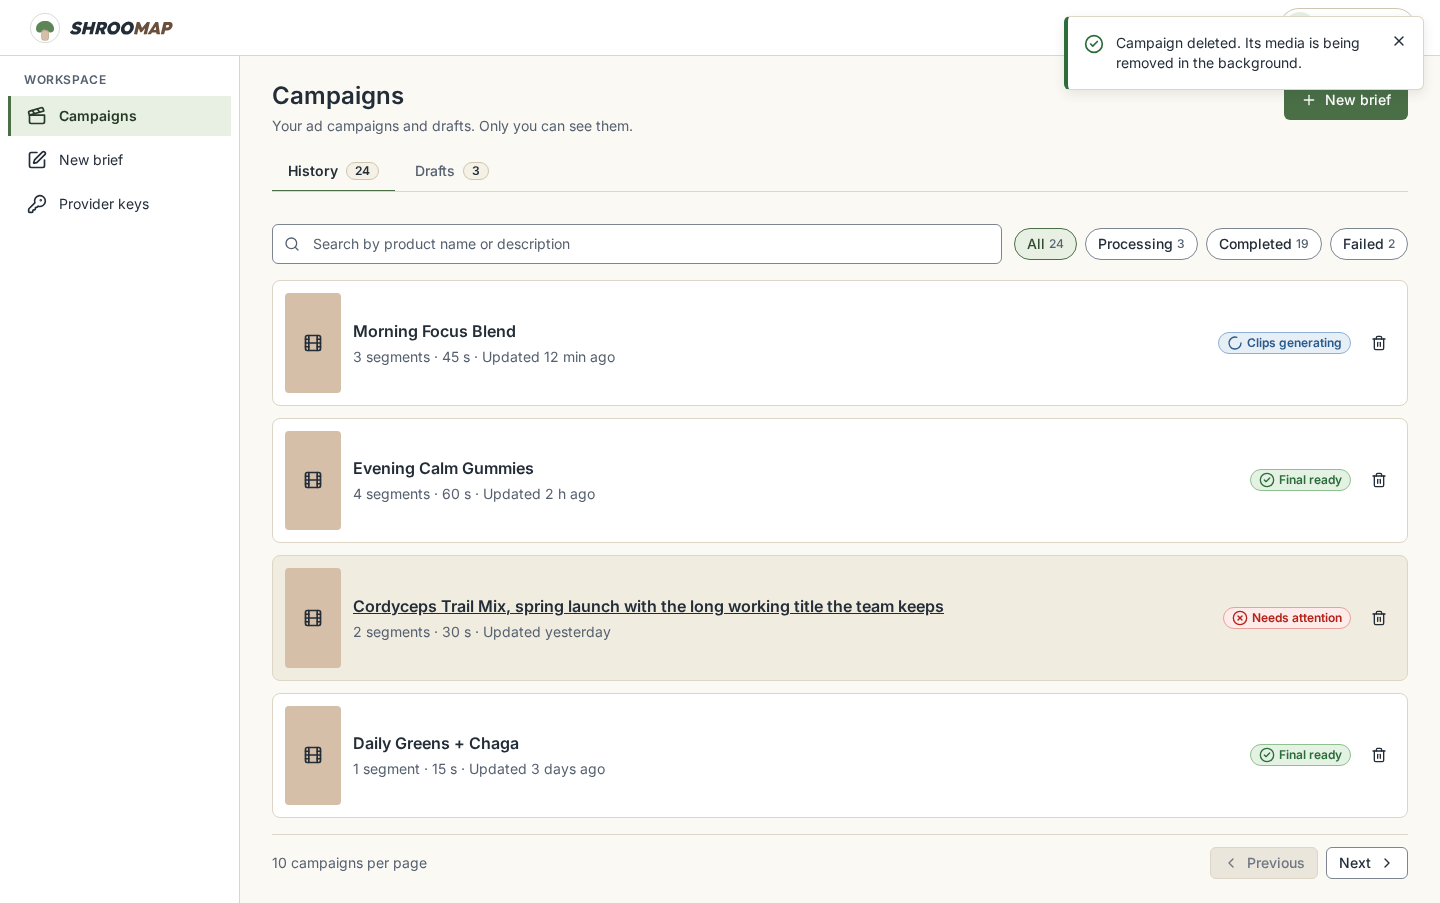 SHROOMAP
Campaign deleted. Its media is being
removed in the background.
WORKSPACE
Campaigns
New brief
Provider keys
Campaigns
Your ad campaigns and drafts. Only you can see them.
New brief
History 24
Drafts 3
Search by product name or description
All 24
Processing 3
Completed 19
Failed 2
Morning Focus Blend
3 segments · 45 s · Updated 12 min ago
Clips generating
Evening Calm Gummies
4 segments · 60 s · Updated 2 h ago
Final ready
Cordyceps Trail Mix, spring launch with the long working title the team keeps
2 segments · 30 s · Updated yesterday
Needs attention
Daily Greens + Chaga
1 segment · 15 s · Updated 3 days ago
Final ready
10 campaigns per page
Previous
Next